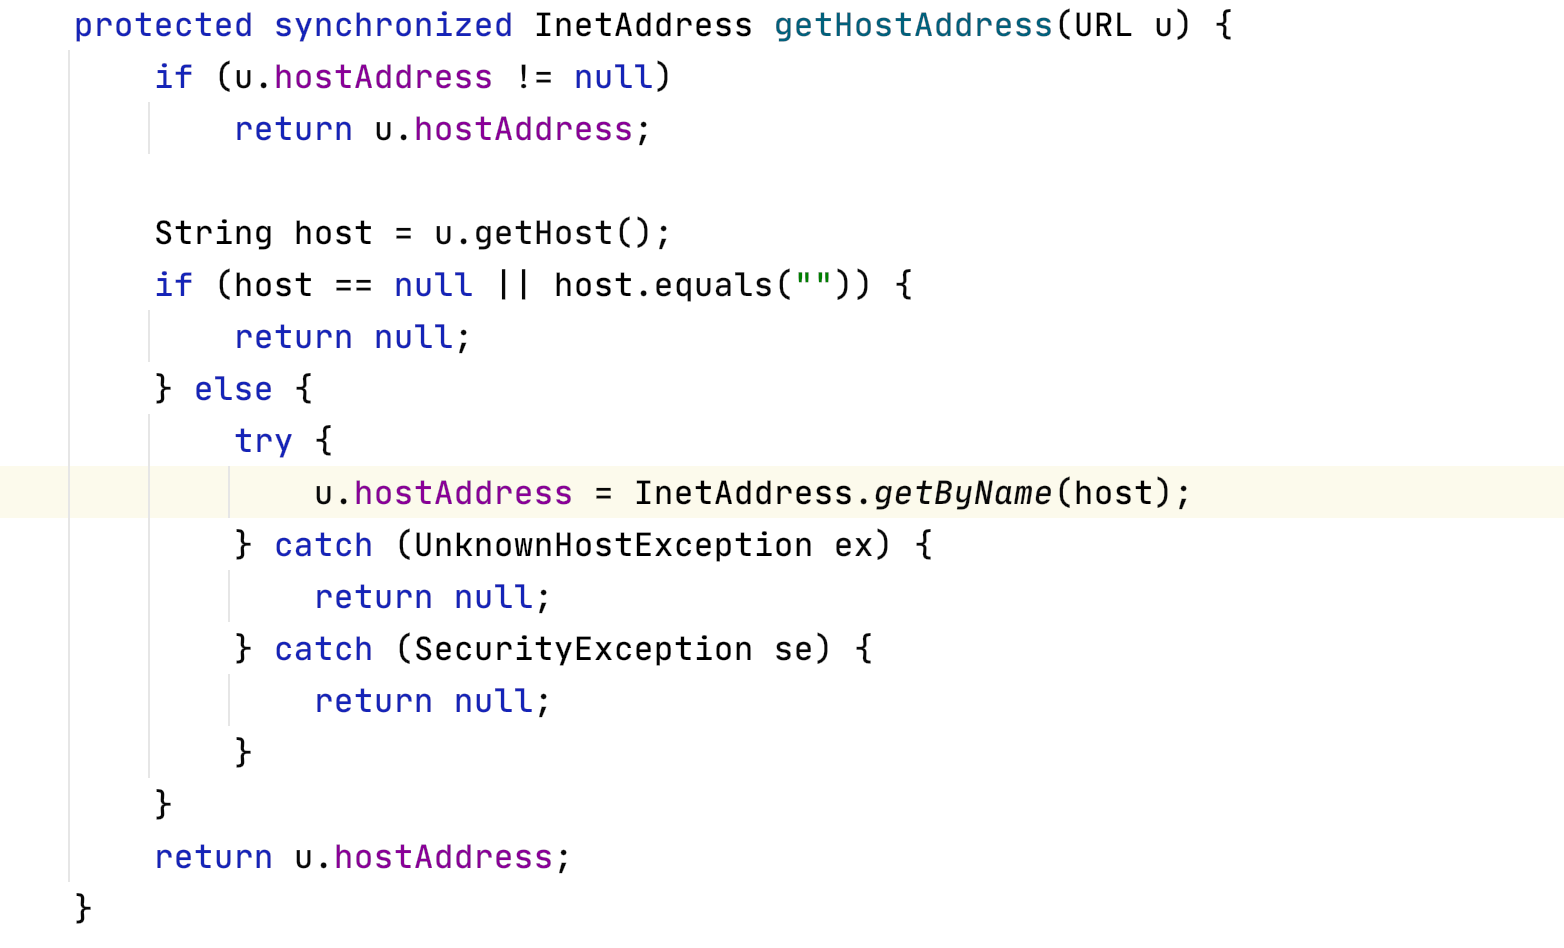 protected synchronized InetAddress getHostAddress(URL u) {
    if (u.hostAddress != null)
        return u.hostAddress;

    String host = u.getHost();
    if (host == null || host.equals("")) {
        return null;
    } else {
        try {
            u.hostAddress = InetAddress.getByName(host);
        } catch (UnknownHostException ex) {
            return null;
        } catch (SecurityException se) {
            return null;
        }
    }
    return u.hostAddress;
}